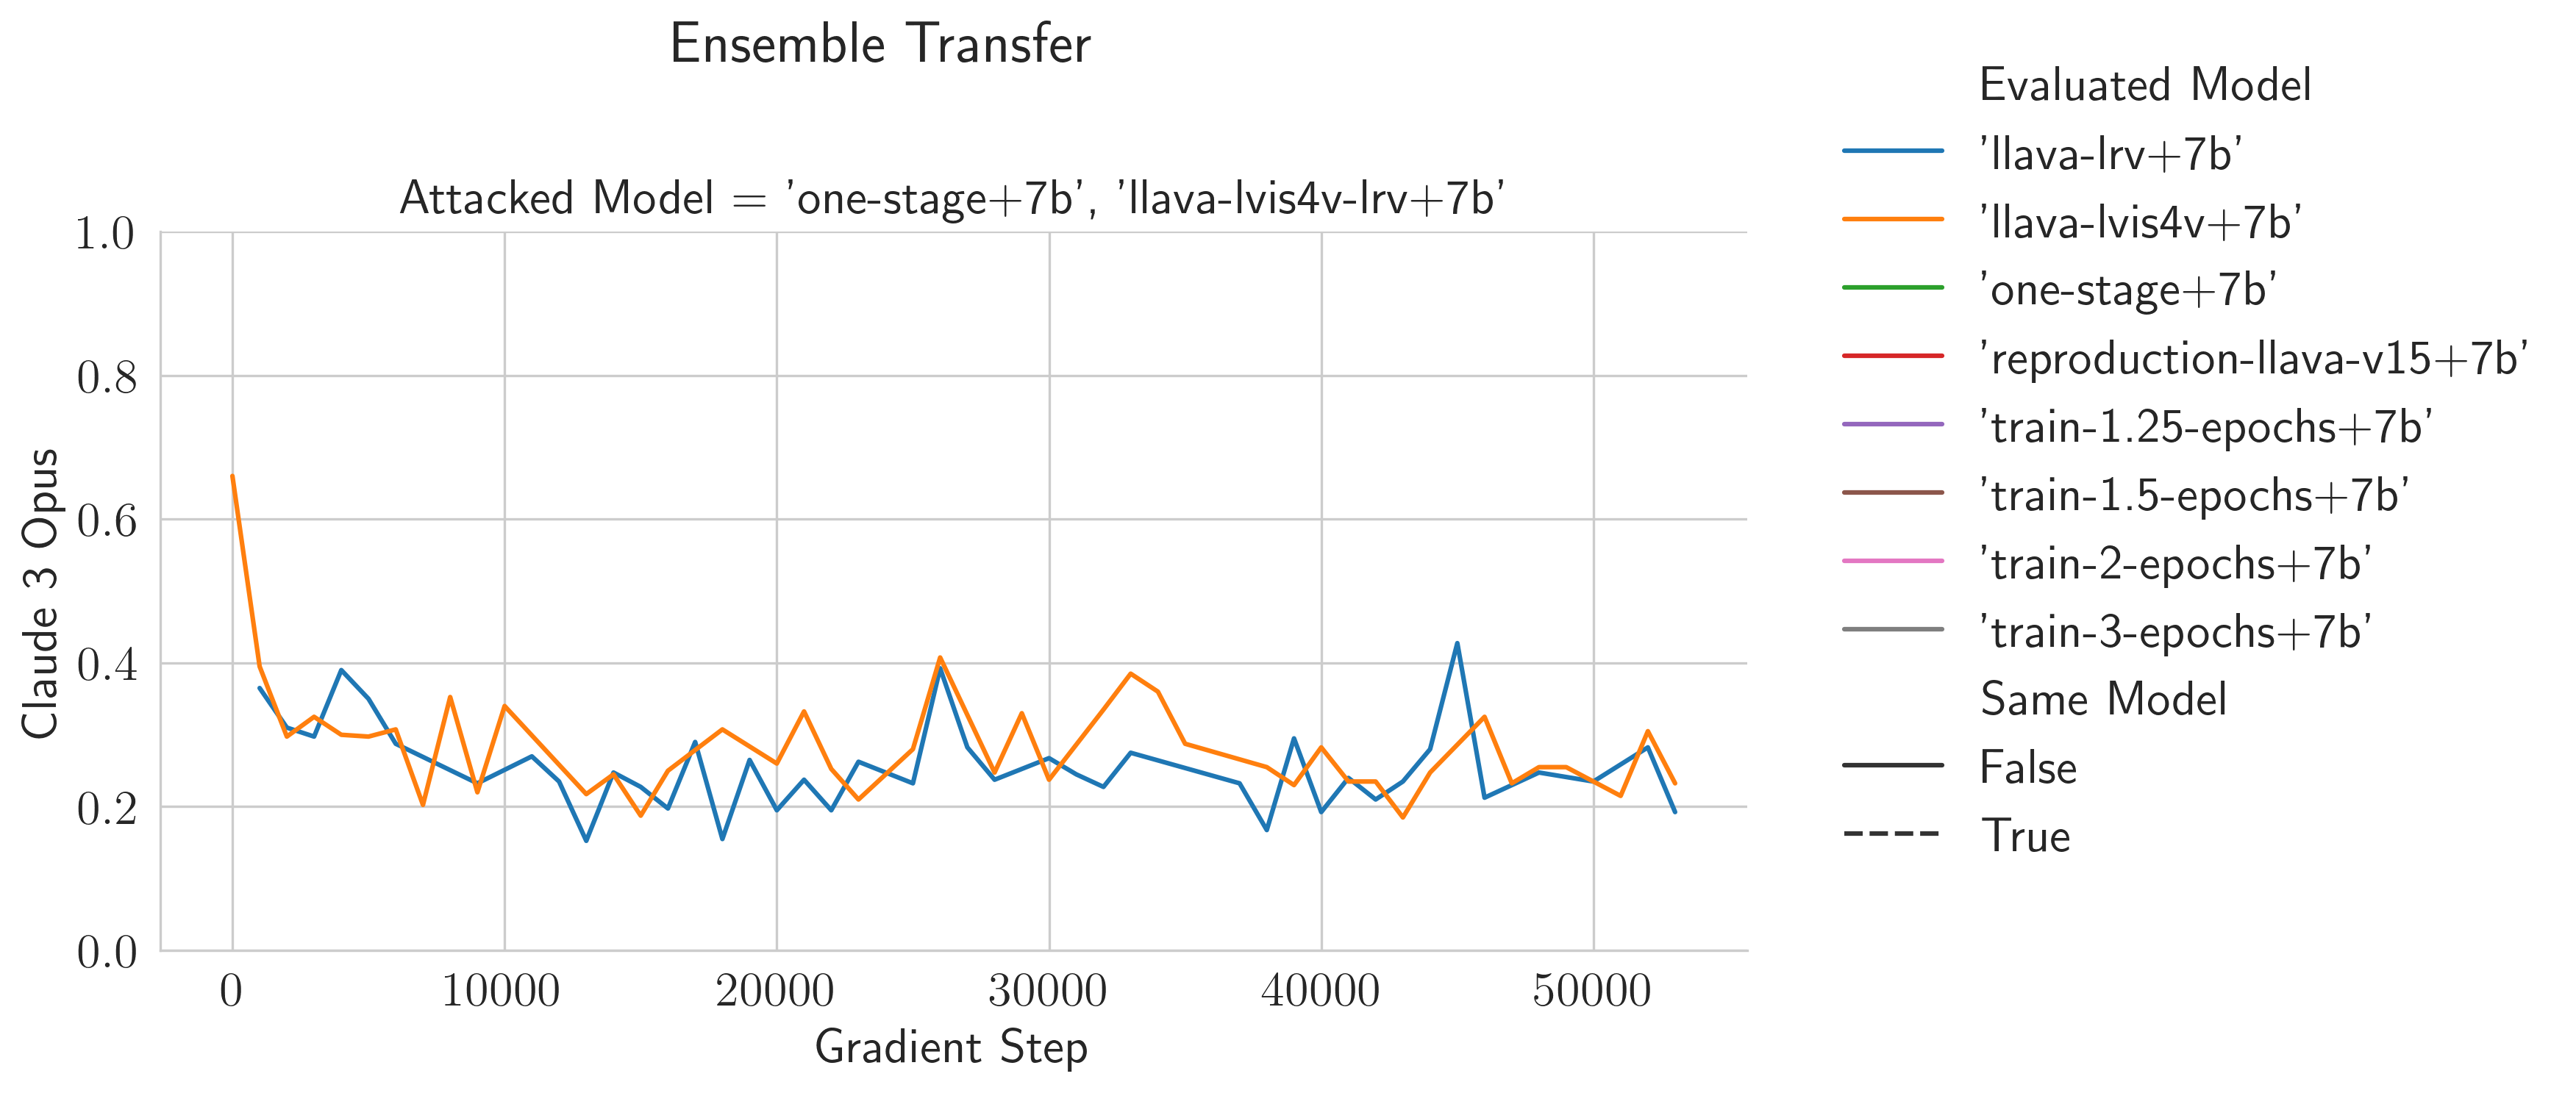 Ensemble Transfer
Attacked Model = 'one-stage+7b', 'llava-lvis4v-lrv+7b'
1.0
0.8
0.6
0.4
0.2
0.0
Claude 3 Opus
0 10000 20000 30000 40000 50000
Gradient Step
Evaluated Model
'llava-lrv+7b'
'llava-lvis4v+7b'
'one-stage+7b'
'reproduction-llava-v15+7b'
'train-1.25-epochs+7b'
'train-1.5-epochs+7b'
'train-2-epochs+7b'
'train-3-epochs+7b'
Same Model
False
True